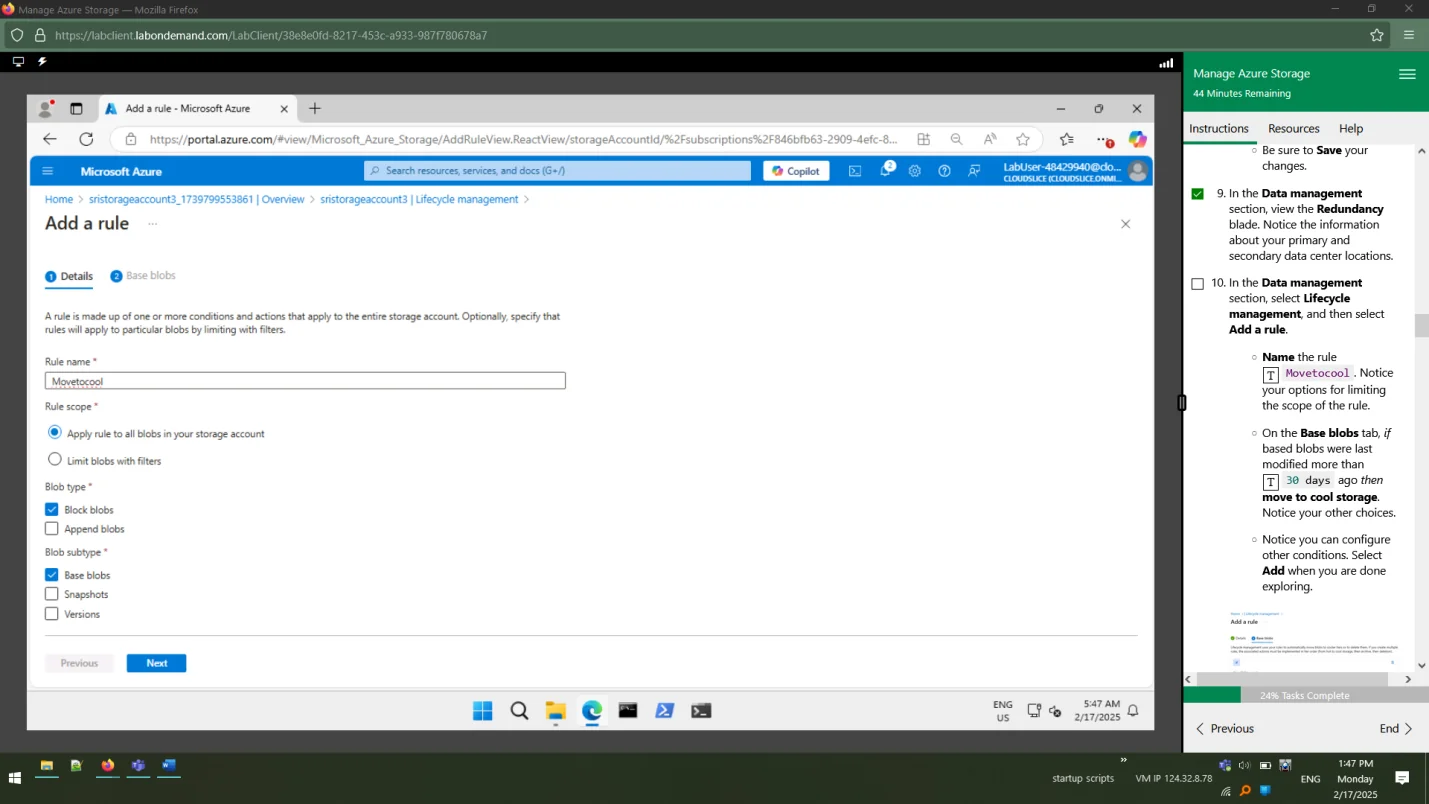 Manage Azure Storage — Mozilla Firefox
https://labclient.labondemand.com/LabClient/38e8e0fd-8217-453c-a933-987f780678a7
Add a rule - Microsoft Azure
https://portal.azure.com/#view/Microsoft_Azure_Storage/AddRuleView.ReactView/storageAccountId/%2Fsubscriptions%2F846bfb63-2909-4efc-8...
Microsoft Azure
Search resources, services, and docs (G+/)
Copilot
2
LabUser-48429940@clo...
CLOUDSLICE (CLOUDSLICE.ONMI...
Home > sristorageaccount3_1739799553861 | Overview > sristorageaccount3 | Lifecycle management >
Add a rule ...
1 Details
2 Base blobs
A rule is made up of one or more conditions and actions that apply to the entire storage account. Optionally, specify that
rules will apply to particular blobs by limiting with filters.
Rule name *
Movetocool
Rule scope *
Apply rule to all blobs in your storage account
Limit blobs with filters
Blob type *
Block blobs
Append blobs
Blob subtype *
Base blobs
Snapshots
Versions
Previous
Next
ENG
US
5:47 AM
2/17/2025
Manage Azure Storage
44 Minutes Remaining
Instructions Resources Help
Be sure to Save your
changes.
9. In the Data management
section, view the Redundancy
blade. Notice the information
about your primary and
secondary data center locations.
10. In the Data management
section, select Lifecycle
management, and then select
Add a rule.
Name the rule
T Movetocool. Notice
your options for limiting
the scope of the rule.
On the Base blobs tab, if
based blobs were last
modified more than
T 30 days ago then
move to cool storage.
Notice your other choices.
Notice you can configure
other conditions. Select
Add when you are done
exploring.
Add a rule
24% Tasks Complete
< Previous
End >
startup scripts
VM IP 124.32.8.78
ENG
1:47 PM
Monday
2/17/2025